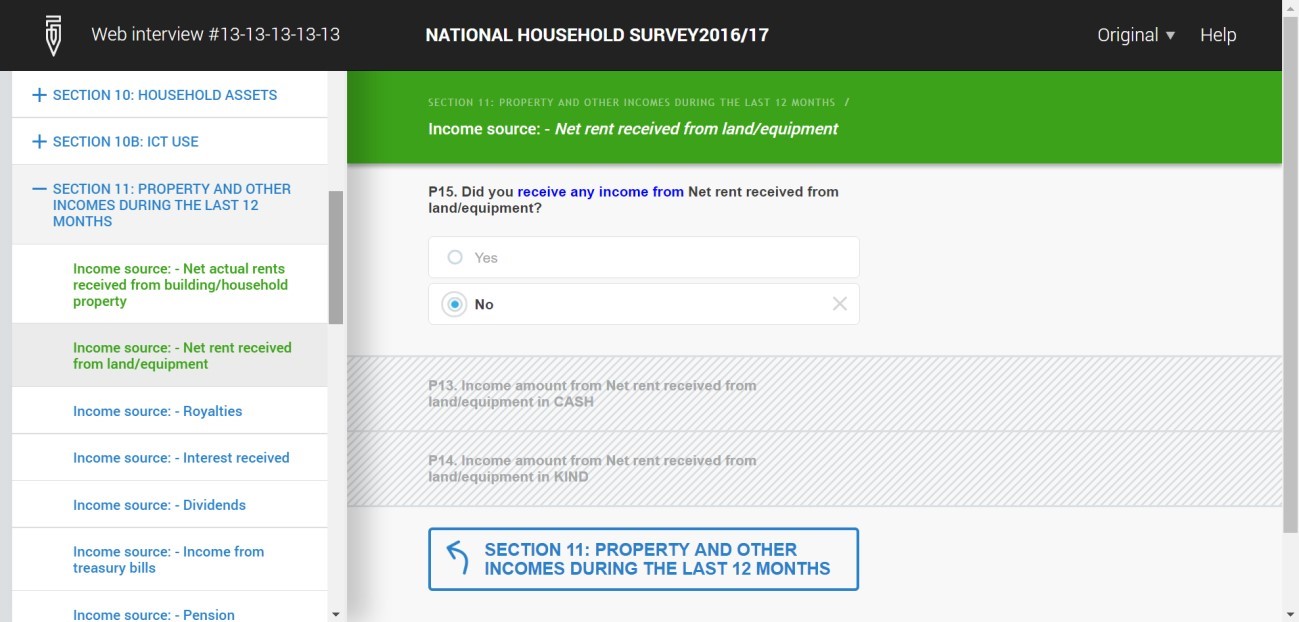 Web interview #13-13-13-13-13
NATIONAL HOUSEHOLD SURVEY2016/17
Original ▼
Help
+ SECTION 10: HOUSEHOLD ASSETS
+ SECTION 10B: ICT USE
— SECTION 11: PROPERTY AND OTHER
INCOMES DURING THE LAST 12
MONTHS
Income source: - Net actual rents
received from building/household
property
Income source: - Net rent received
from land/equipment
Income source: - Royalties
Income source: - Interest received
Income source: - Dividends
Income source: - Income from
treasury bills
Income source: - Pension
SECTION 11: PROPERTY AND OTHER INCOMES DURING THE LAST 12 MONTHS /
Income source: - Net rent received from land/equipment
P15. Did you receive any income from Net rent received from
land/equipment?
Yes
No
P13. Income amount from Net rent received from
land/equipment in CASH
P14. Income amount from Net rent received from
land/equipment in KIND
SECTION 11: PROPERTY AND OTHER
INCOMES DURING THE LAST 12 MONTHS